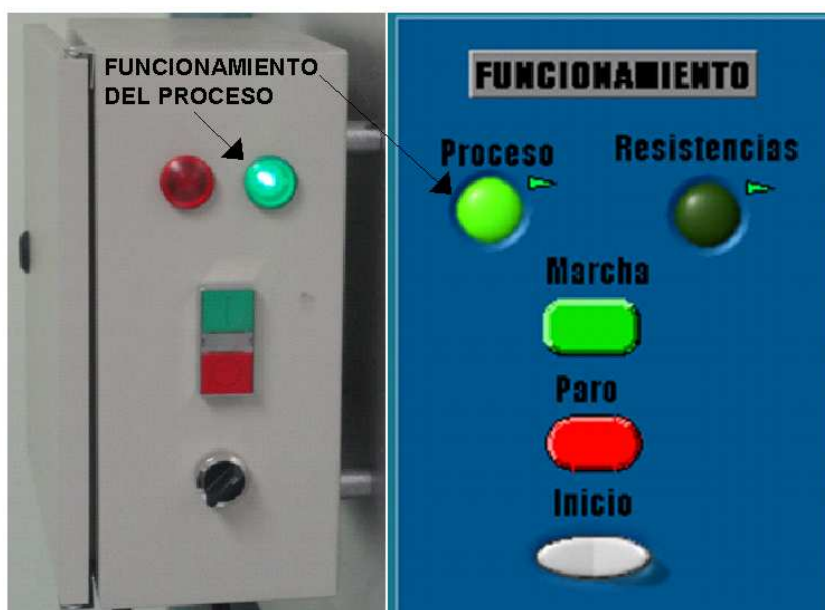 FUNCIONAMIENTO
DEL PROCESO
FUNCIONAMIENTO
Proceso
Resistencias
Marcha
Paro
Inicio